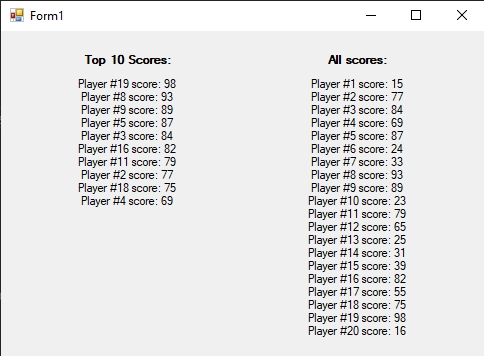 Form1
Top 10 Scores:
Player #19 score: 98
Player #8 score: 93
Player #9 score: 89
Player #5 score: 87
Player #3 score: 84
Player #16 score: 82
Player #11 score: 79
Player #2 score: 77
Player #18 score: 75
Player #4 score: 69
All scores:
Player #1 score: 15
Player #2 score: 77
Player #3 score: 84
Player #4 score: 69
Player #5 score: 87
Player #6 score: 24
Player #7 score: 33
Player #8 score: 93
Player #9 score: 89
Player #10 score: 23
Player #11 score: 79
Player #12 score: 65
Player #13 score: 25
Player #14 score: 31
Player #15 score: 39
Player #16 score: 82
Player #17 score: 55
Player #18 score: 75
Player #19 score: 98
Player #20 score: 16